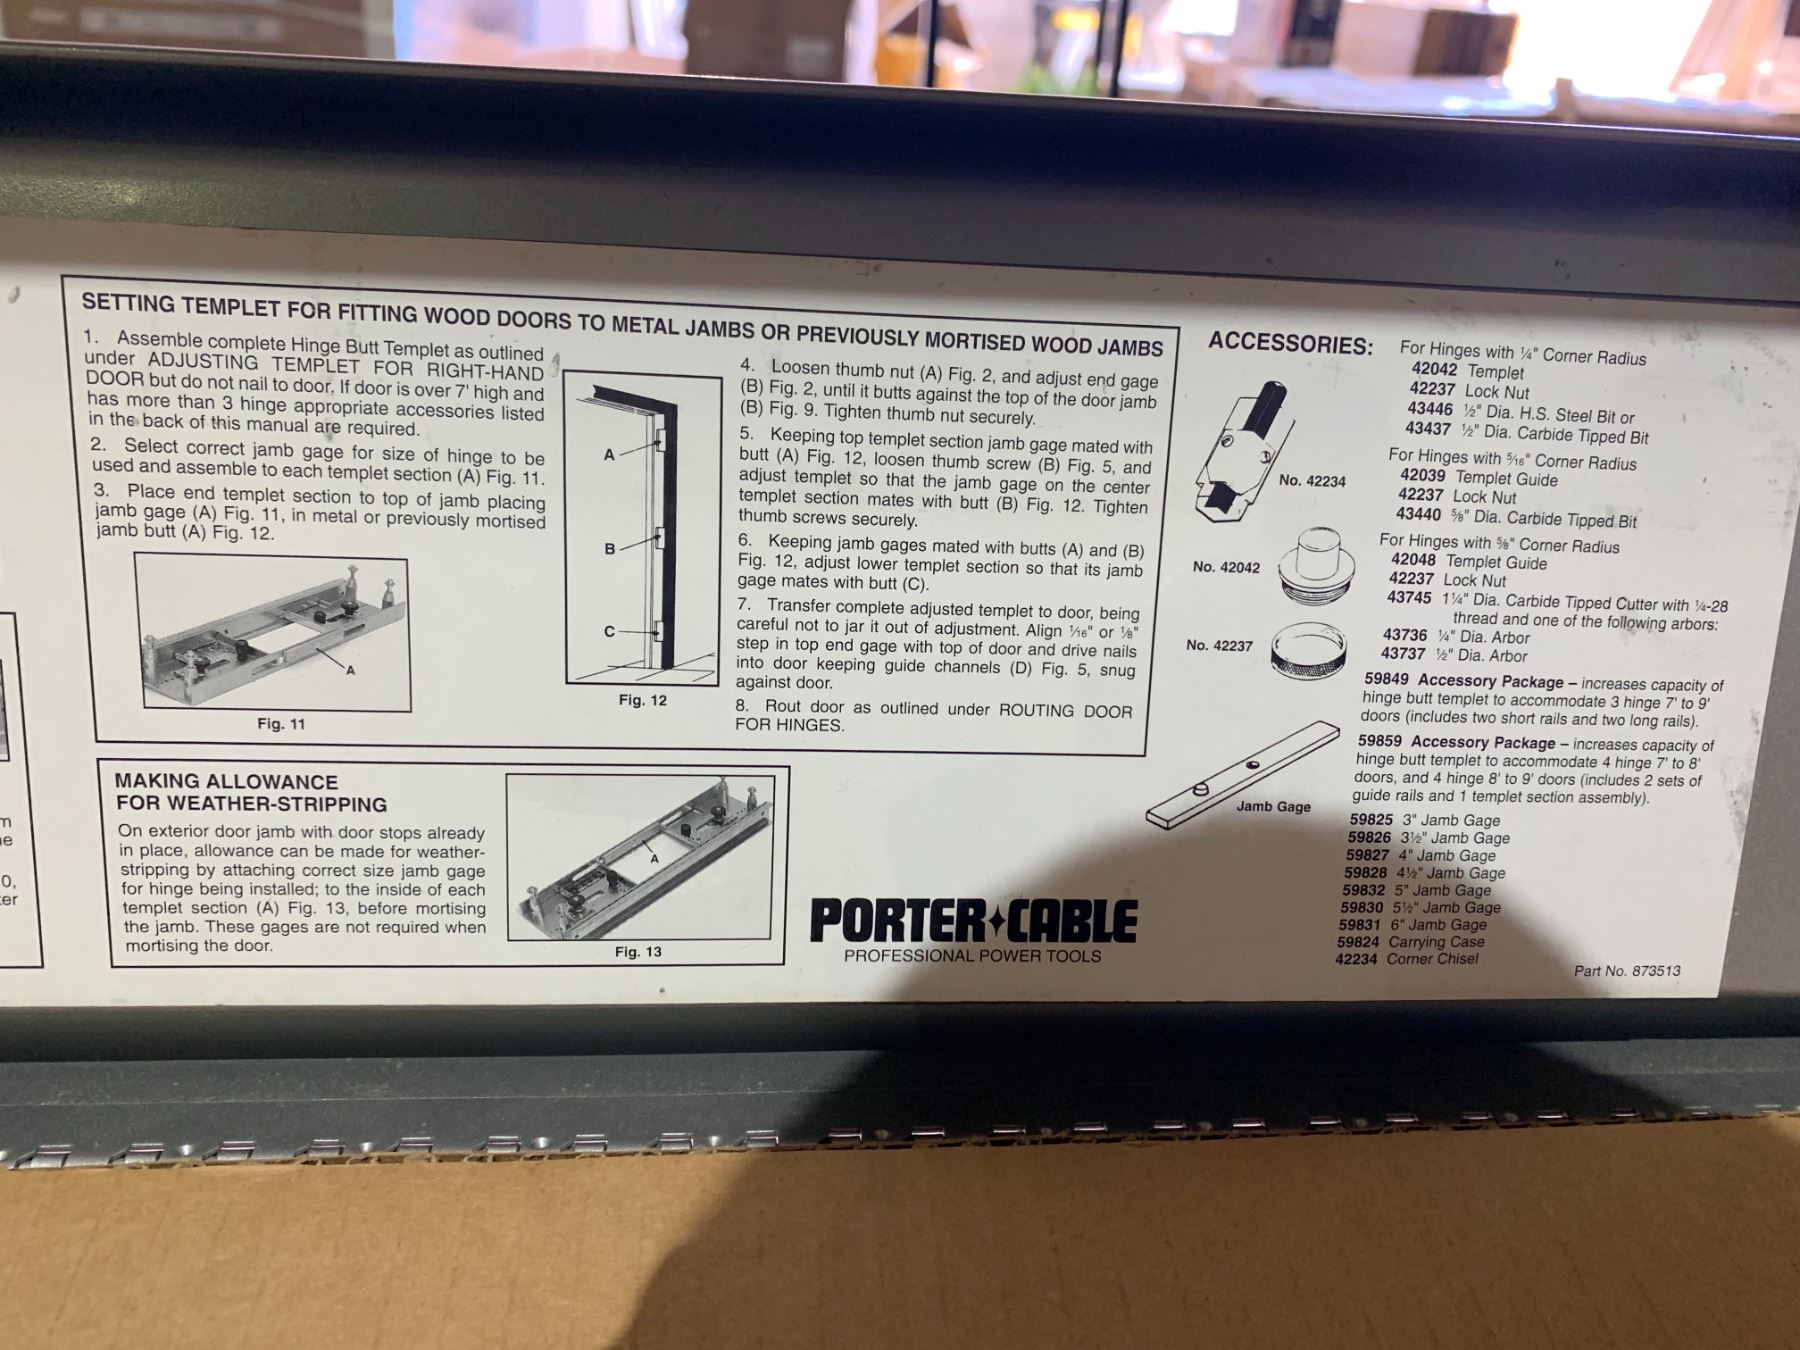 SETTING TEMPLET FOR FITTING WOOD DOORS TO METAL JAMBS OR PREVIOUSLY MORTISED WOOD JAMBS
1. Assemble complete Hinge Butt Templet as outlined
under ADJUSTING TEMPLET FOR RIGHT-HAND
DOOR but do not nail to door. If door is over 7' high and
has more than 3 hinge appropriate accessories listed
in the back of this manual are required.
2. Select correct jamb gauge for size of hinge to be
used and assemble to each templet section (A) Fig. 11.
3. Place end templet section to top of jamb placing
jamb gage (A) Fig. 11, in metal or previously mortised
jamb butt (A) Fig. 12.
A
Fig. 11
A
B
C
Fig. 12
4. Loosen thumb nut (A) Fig. 2, and adjust end gage
(B) Fig. 2, until it butts against the top of the door jamb
(B) Fig. 9. Tighten thumb nut securely.
5. Keeping top templet section jamb gage mated with
butt (A) Fig. 12, loosen thumb screw (B) Fig. 5, and
adjust templet so that the jamb gage on the center
templet section mates with butt (B) Fig. 12. Tighten
thumb screws securely.
6. Keeping jamb gages mated with butts (A) and (B)
Fig. 12, adjust lower templet section so that its jamb
gage mates with butt (C).
7. Transfer complete adjusted templet to door, being
careful not to jar it out of adjustment. Align 1/16" or 1/8"
step in top end gage with top of door and drive nails
into door keeping guide channels (D) Fig. 5, snug
against door.
8. Rout door as outlined under ROUTING DOOR
FOR HINGES.
MAKING ALLOWANCE
FOR WEATHER-STRIPPING
On exterior door jamb with door stops already
in place, allowance can be made for weather-
stripping by attaching correct size jamb gage
for hinge being installed; to the inside of each
templet section (A) Fig. 13, before mortising
the jamb. These gages are not required when
mortising the door.
A
Fig. 13
PORTER CABLE
PROFESSIONAL POWER TOOLS
ACCESSORIES:
No. 42234
No. 42042
No. 42237
Jamb Gage
For Hinges with 1/4" Corner Radius
42042 Templet
42237 Lock Nut
43446 1/2" Dia. H.S. Steel Bit or
43437 1/2" Dia. Carbide Tipped Bit
For Hinges with 5/16" Corner Radius
42039 Templet Guide
42237 Lock Nut
43440 5/8" Dia. Carbide Tipped Bit
For Hinges with 5/8" Corner Radius
42048 Templet Guide
42237 Lock Nut
43745 1 1/4" Dia. Carbide Tipped Cutter with 1/4-28
thread and one of the following arbors:
43736 1/4" Dia. Arbor
43737 1/2" Dia. Arbor
59849 Accessory Package – increases capacity of
hinge butt templet to accommodate 3 hinge 7' to 9'
doors (includes two short rails and two long rails).
59859 Accessory Package – increases capacity of
hinge butt templet to accommodate 4 hinge 7' to 8'
doors, and 4 hinge 8' to 9' doors (includes 2 sets of
guide rails and 1 templet section assembly).
59825 3" Jamb Gage
59826 3 1/2" Jamb Gage
59827 4" Jamb Gage
59828 4 1/2" Jamb Gage
59832 5" Jamb Gage
59830 5 1/2" Jamb Gage
59831 6" Jamb Gage
59824 Carrying Case
42234 Corner Chisel
Part No. 873513